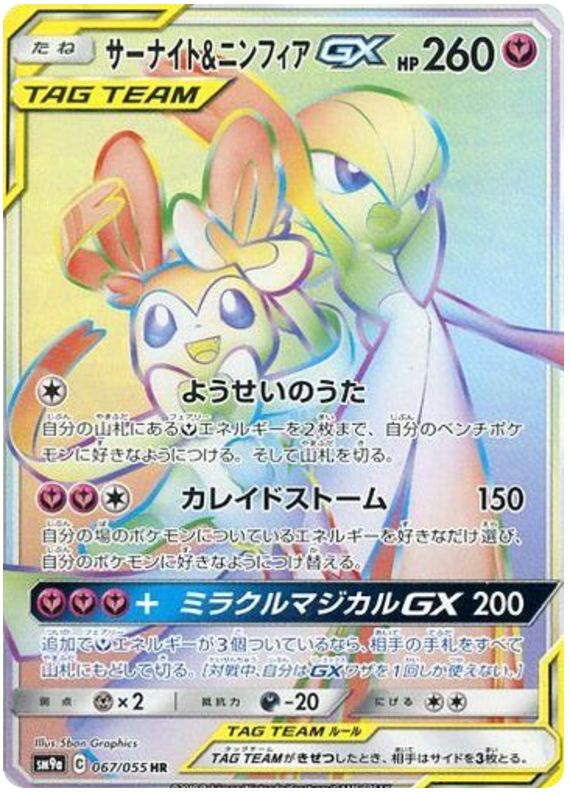 たね サーナイト&ニンフィアGX HP260
TAG TEAM
ようせいのうた
自分の山札にあるエネルギーを2枚まで、自分のベンチポケ
モンに好きなようにつける。そして山札を切る。
カレイドストーム 150
自分の場のポケモンについているエネルギーを好きなだけ選び、
自分のポケモンに好きなようにつけ替える。
+ ミラクルマジカルGX 200
追加でエネルギーが3個ついているなら、相手の手札をすべて
山札にもどして切る。[対戦中、自分はGXワザを1回しか使えない。]
弱点 ×2 抵抗力 -20 にげる
TAG TEAM ルール
Illus. 5ban Graphics
TAG TEAMがきぜつしたとき、相手はサイドを3枚とる。
SM9a C 067/055 HR